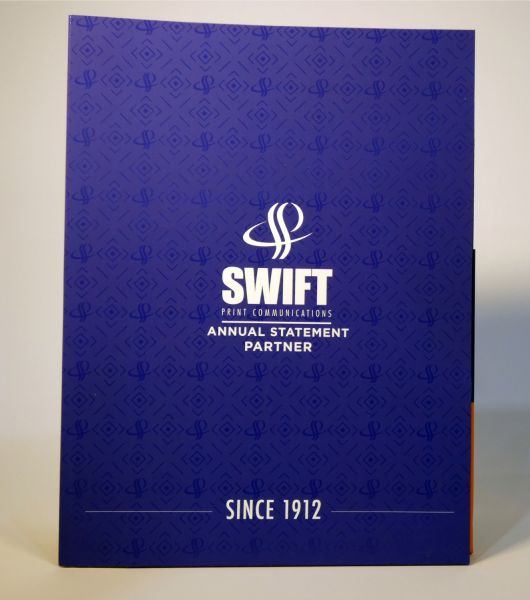 SWIFT
PRINT COMMUNICATIONS
ANNUAL STATEMENT
PARTNER
SINCE 1912